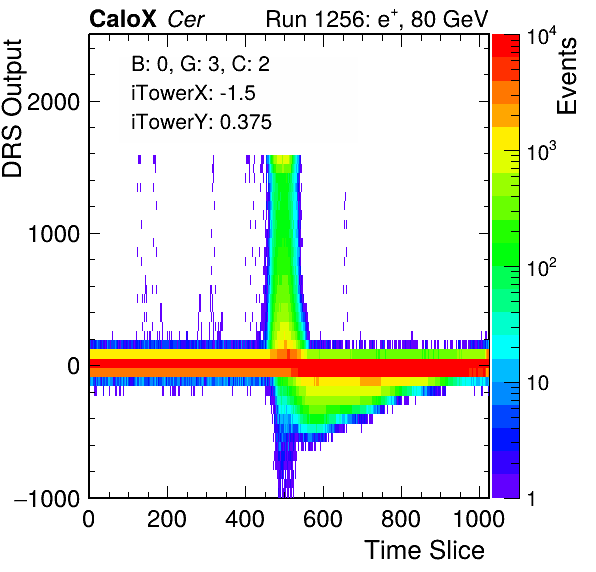 CaloX Cer Run 1256: e⁺, 80 GeV
B: 0, G: 3, C: 2
iTowerX: -1.5
iTowerY: 0.375
DRS Output
2000
1000
0
−1000
0 200 400 600 800 1000
Time Slice
Events
10⁴
10³
10²
10
1